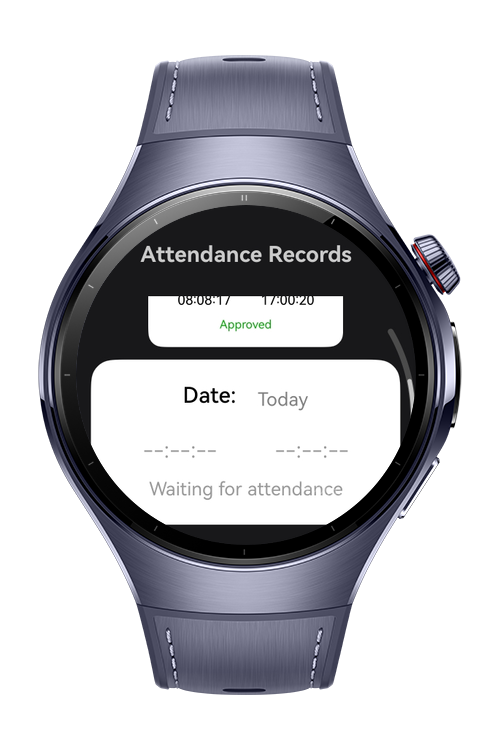 Attendance Records
08:08:17 17:00:20
Approved
Date: Today
--:--:-- --:--:--
Waiting for attendance